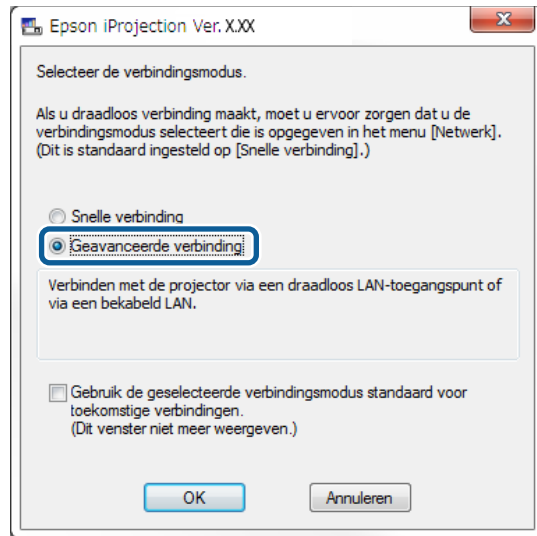 Epson iProjection Ver. X.XX
Selecteer de verbindingsmodus.
Als u draadloos verbinding maakt, moet u ervoor zorgen dat u de
verbindingsmodus selecteert die is opgegeven in het menu [Netwerk].
(Dit is standaard ingesteld op [Snelle verbinding].)
Snelle verbinding
Geavanceerde verbinding
Verbinden met de projector via een draadloos LAN-toegangspunt of
via een bekabeld LAN.
Gebruik de geselecteerde verbindingsmodus standaard voor
toekomstige verbindingen.
(Dit venster niet meer weergeven.)
OK
Annuleren